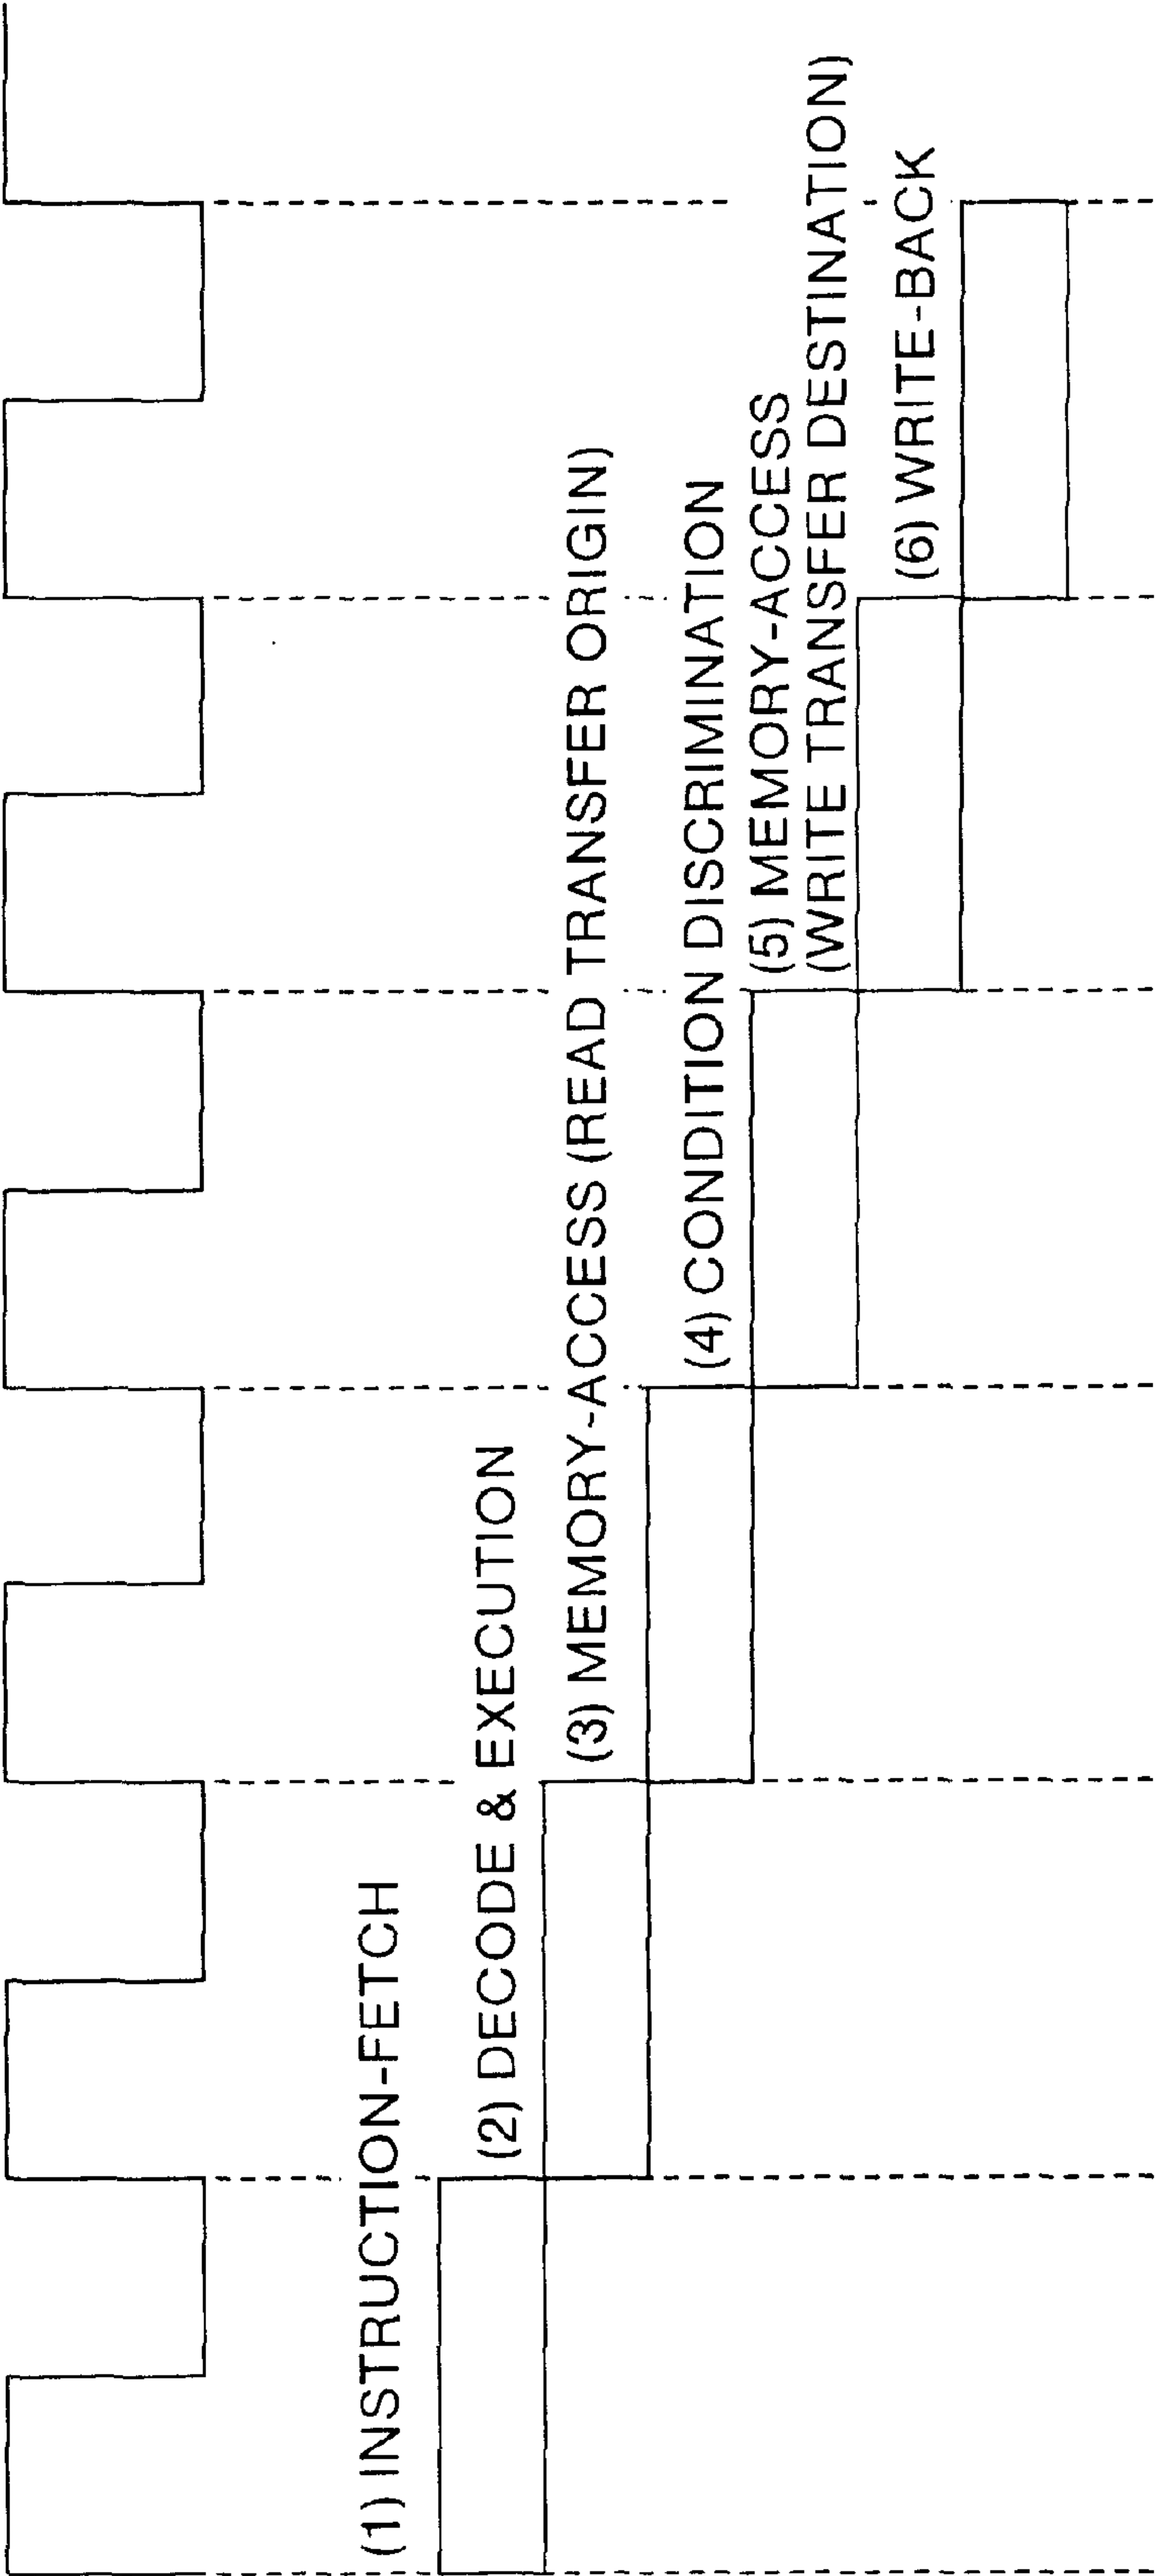 (1) INSTRUCTION-FETCH
(2) DECODE & EXECUTION
(3) MEMORY-ACCESS (READ TRANSFER ORIGIN)
(4) CONDITION DISCRIMINATION
(5) MEMORY-ACCESS
(WRITE TRANSFER DESTINATION)
(6) WRITE-BACK